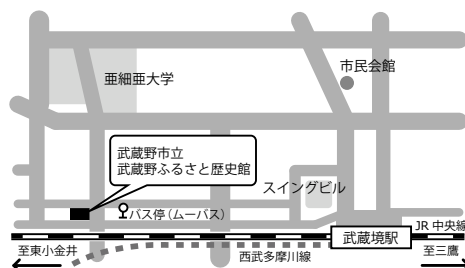 市民会館
亜細亜大学
武蔵野市立
武蔵野ふるさと歴史館
スイングビル
バス停（ムーバス）
JR 中央線
武蔵境駅
至東小金井
西武多摩川線
至三鷹